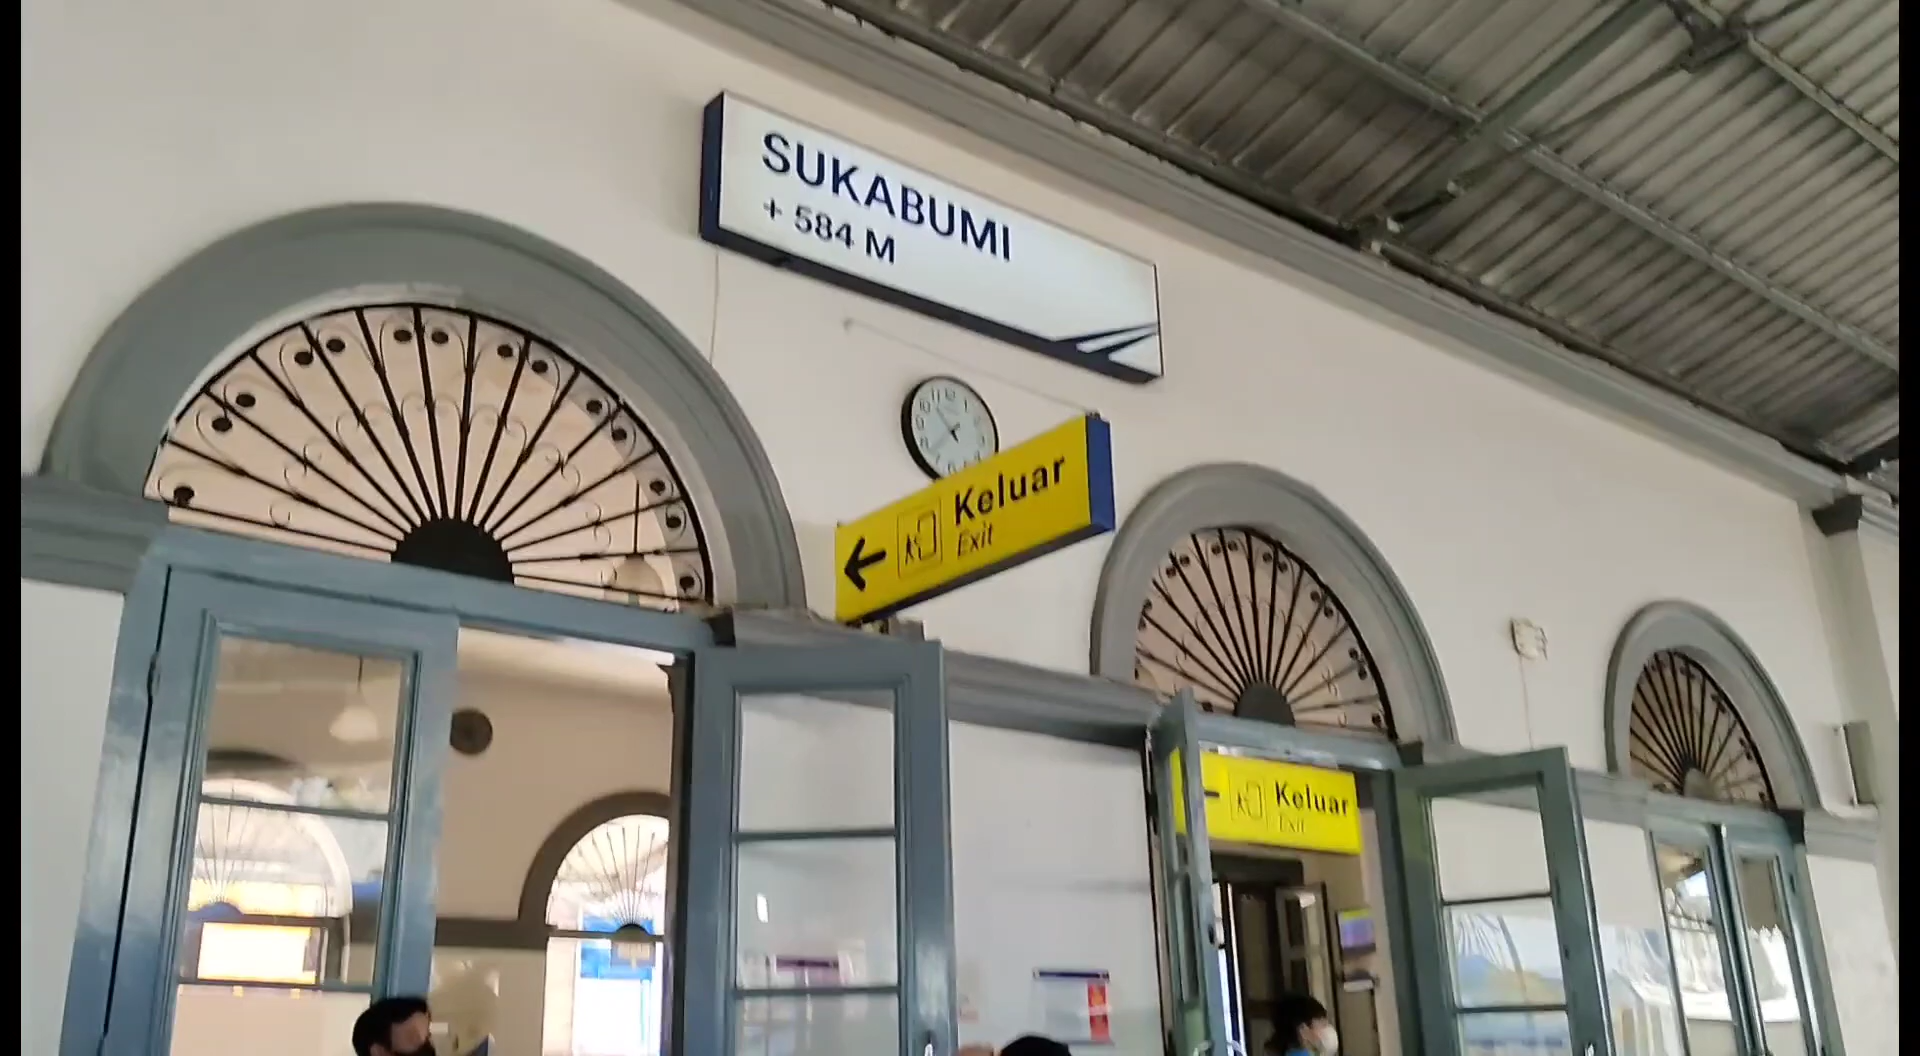 SUKABUMI
+ 584 M
Keluar
Exit
Keluar
Exit